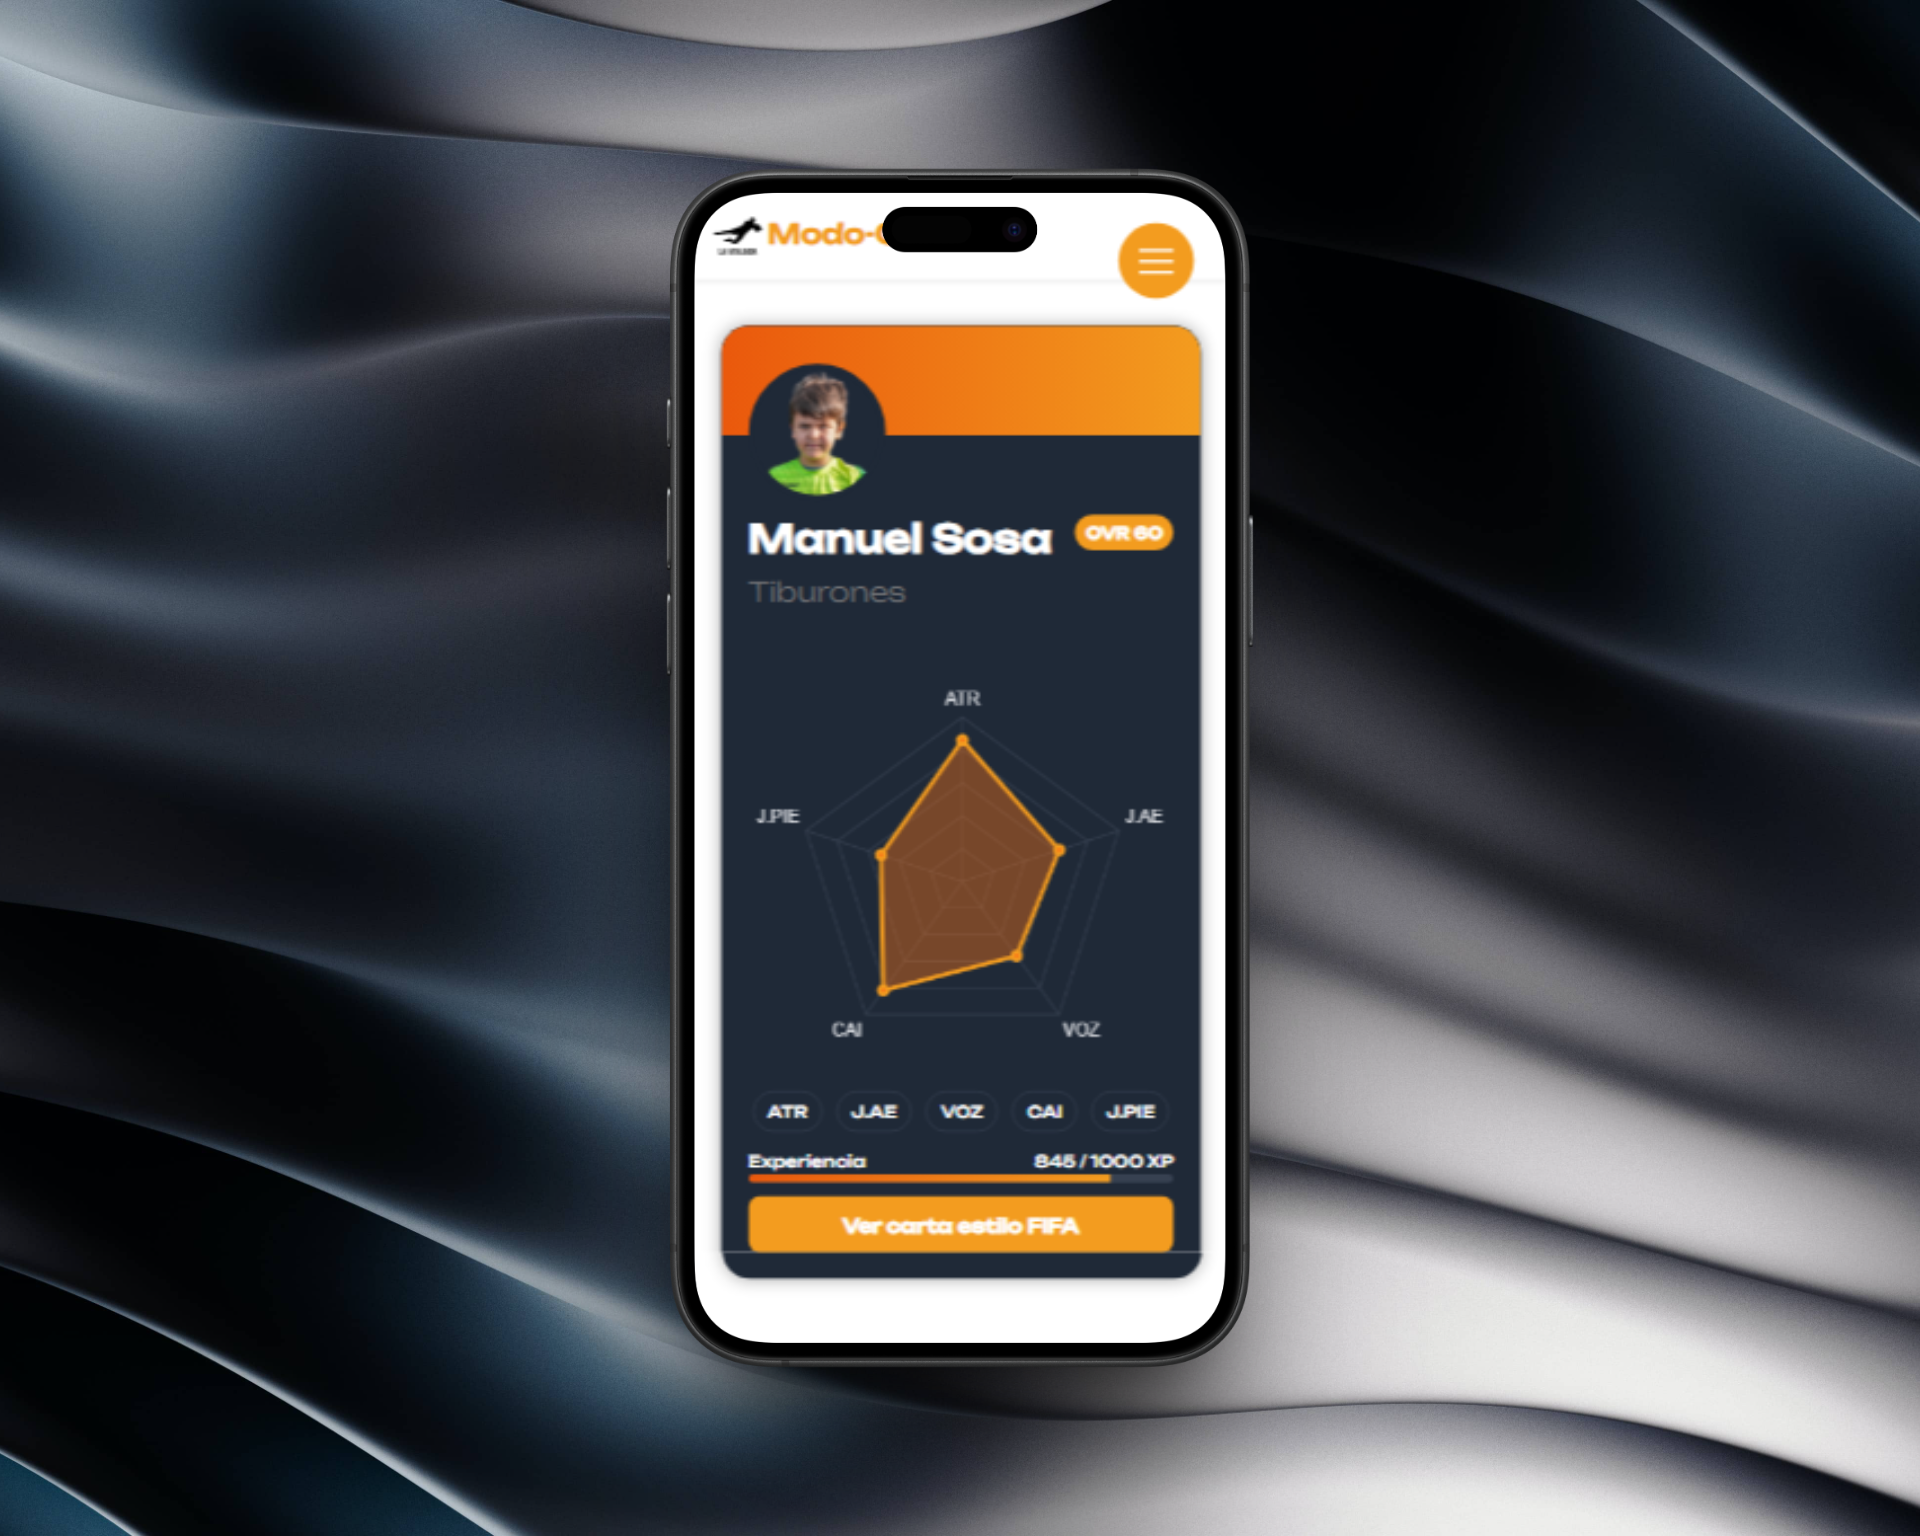 Modo-
Manuel Sosa
OVR 60
Tiburones
ATR
J.PIE
J.AE
CAI
VOZ
ATR
J.AE
VOZ
CAI
J.PIE
Experiencia
845 / 1000 XP
Ver carta estilo FIFA